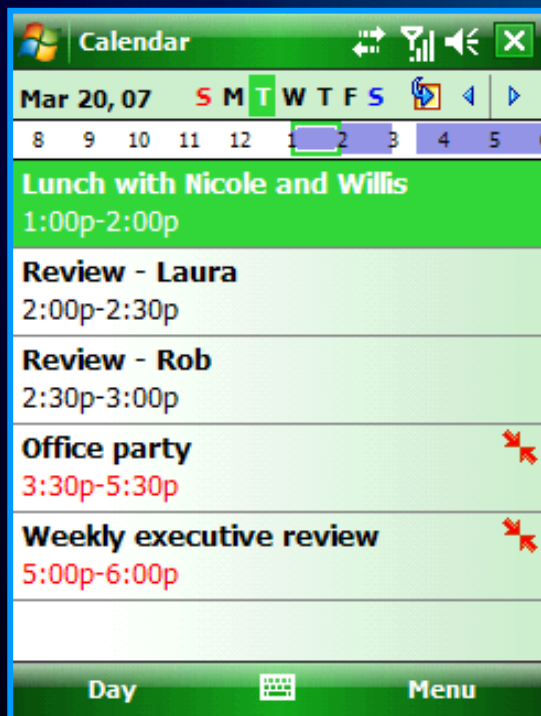 Calendar
Mar 20, 07 S M T W T F S
8 9 10 11 12 1 2 3 4 5
Lunch with Nicole and Willis
1:00p-2:00p
Review - Laura
2:00p-2:30p
Review - Rob
2:30p-3:00p
Office party
3:30p-5:30p
Weekly executive review
5:00p-6:00p
Day Menu